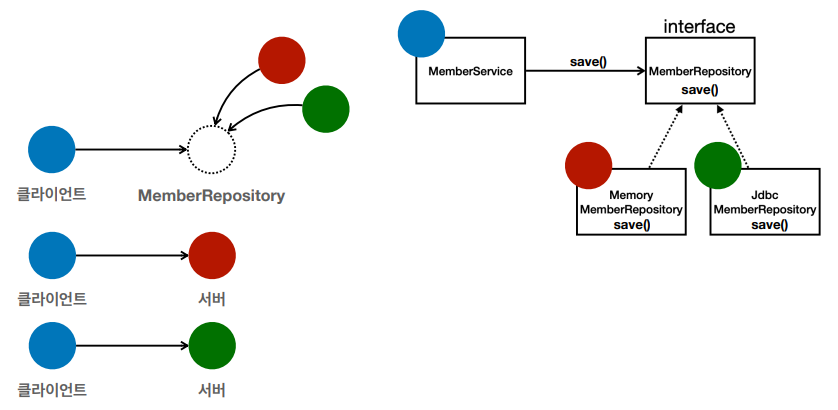 클라이언트
MemberRepository
클라이언트
서버
클라이언트
서버
interface
MemberService
save()
MemberRepository
save()
Memory
MemberRepository
save()
Jdbc
MemberRepository
save()